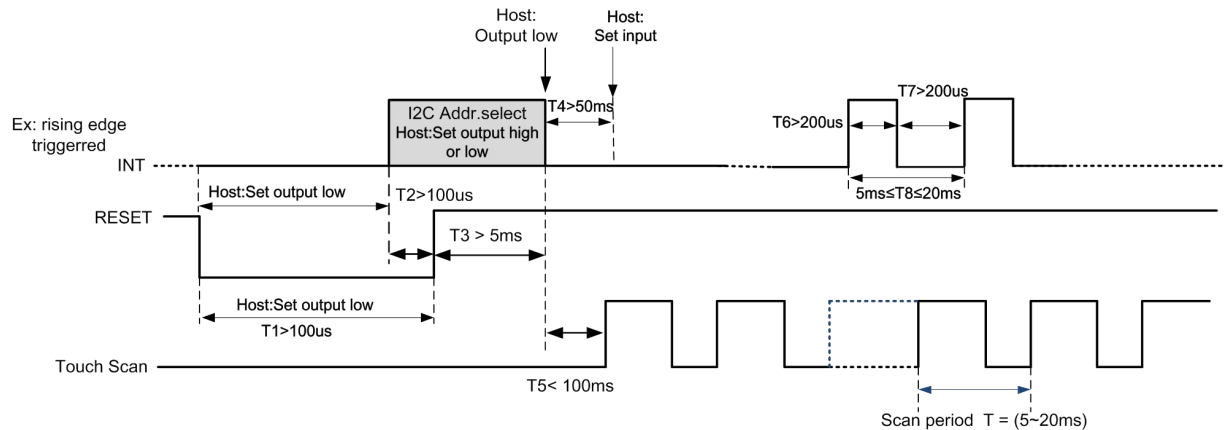 Host:
Output low
Host:
Set input
Ex: rising edge
triggerred
INT
I2C Addr.select
Host:Set output high
or low
T4>50ms
T6>200us
T7>200us
5ms≤T8≤20ms
Host:Set output low
T2>100us
RESET
T3 > 5ms
Host:Set output low
T1>100us
Touch Scan
T5< 100ms
Scan period T = (5~20ms)